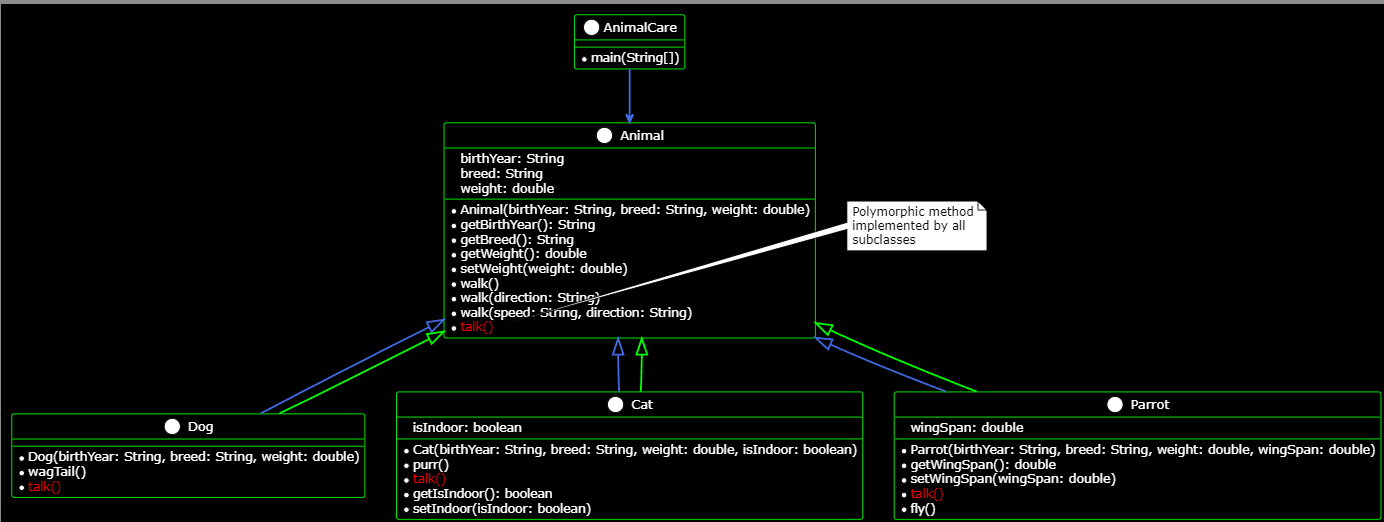 AnimalCare
main(String[])
Animal
birthYear: String
breed: String
weight: double
Animal(birthYear: String, breed: String, weight: double)
getBirthYear(): String
getBreed(): String
getWeight(): double
setWeight(weight: double)
walk()
walk(direction: String)
walk(speed: String, direction: String)
talk()
Polymorphic method
implemented by all
subclasses
Dog
Dog(birthYear: String, breed: String, weight: double)
wagTail()
talk()
Cat
isIndoor: boolean
Cat(birthYear: String, breed: String, weight: double, isIndoor: boolean)
purr()
talk()
getIsIndoor(): boolean
setIndoor(isIndoor: boolean)
Parrot
wingSpan: double
Parrot(birthYear: String, breed: String, weight: double, wingSpan: double)
getWingSpan(): double
setWingSpan(wingSpan: double)
talk()
fly()